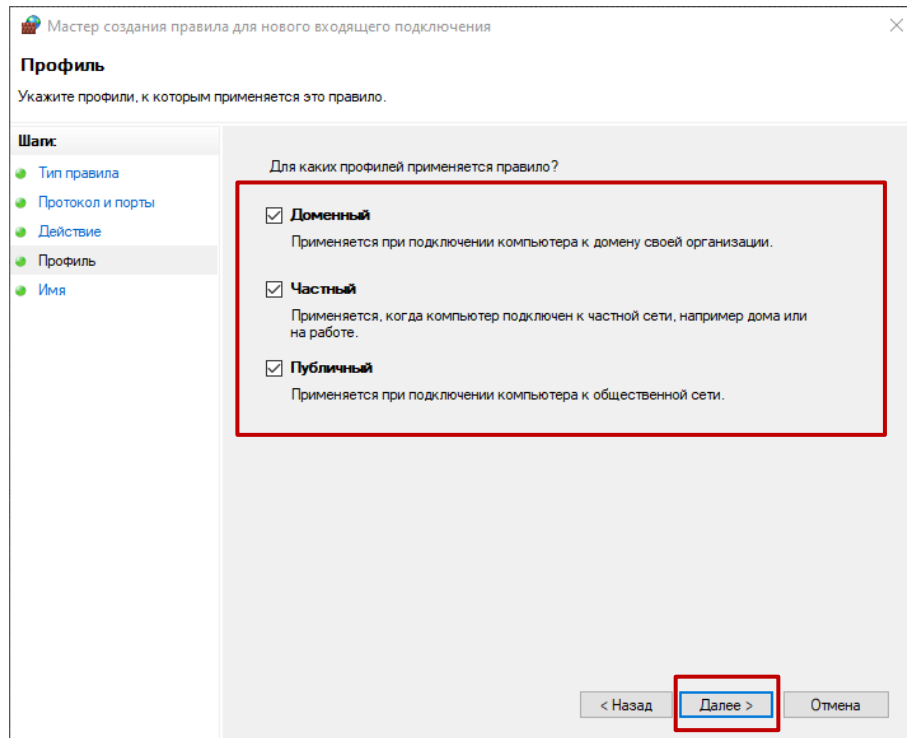 Мастер создания правила для нового входящего подключения
Профиль
Укажите профили, к которым применяется это правило.
Шаги:
Тип правила
Протокол и порты
Действие
Профиль
Имя
Для каких профилей применяется правило?
Доменный
Применяется при подключении компьютера к домену своей организации.
Частный
Применяется, когда компьютер подключен к частной сети, например дома или
на работе.
Публичный
Применяется при подключении компьютера к общественной сети.
< Назад
Далее >
Отмена